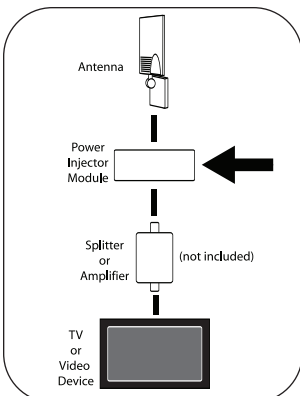 Antenna
Power
Injector
Module
Splitter
or
Amplifier
(not included)
TV
or
Video
Device